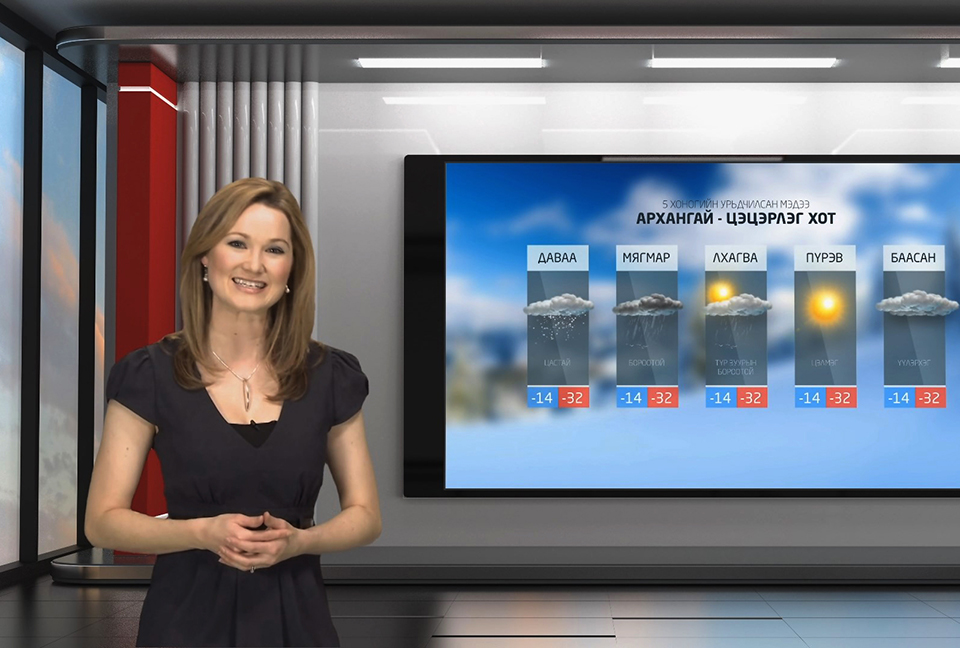 5 ХОНОГИЙН УРЬДЧИЛСАН МЭДЭЭ
АРХАНГАЙ - ЦЭЦЭРЛЭГ ХОТ
ДАВАА МЯГМАР ЛХАГВА ПҮРЭВ БААСАН
ЦАСТАЙ БОРООТОЙ ТҮР ЗУУРЫН БОРООТОЙ ҮҮЛЭРХЭГ
-14 -32 -14 -32 -14 -32 -14 -32 -14 -32